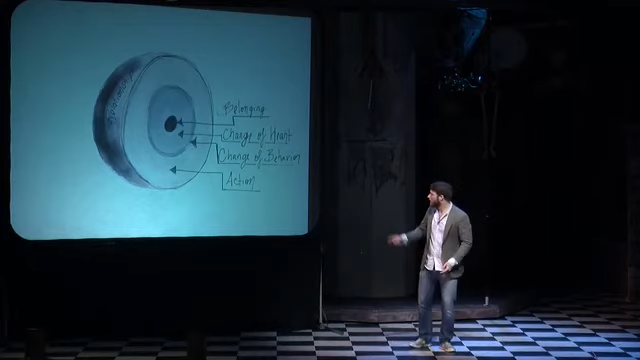 Belonging
Change of Heart
Change of Behavior
Action